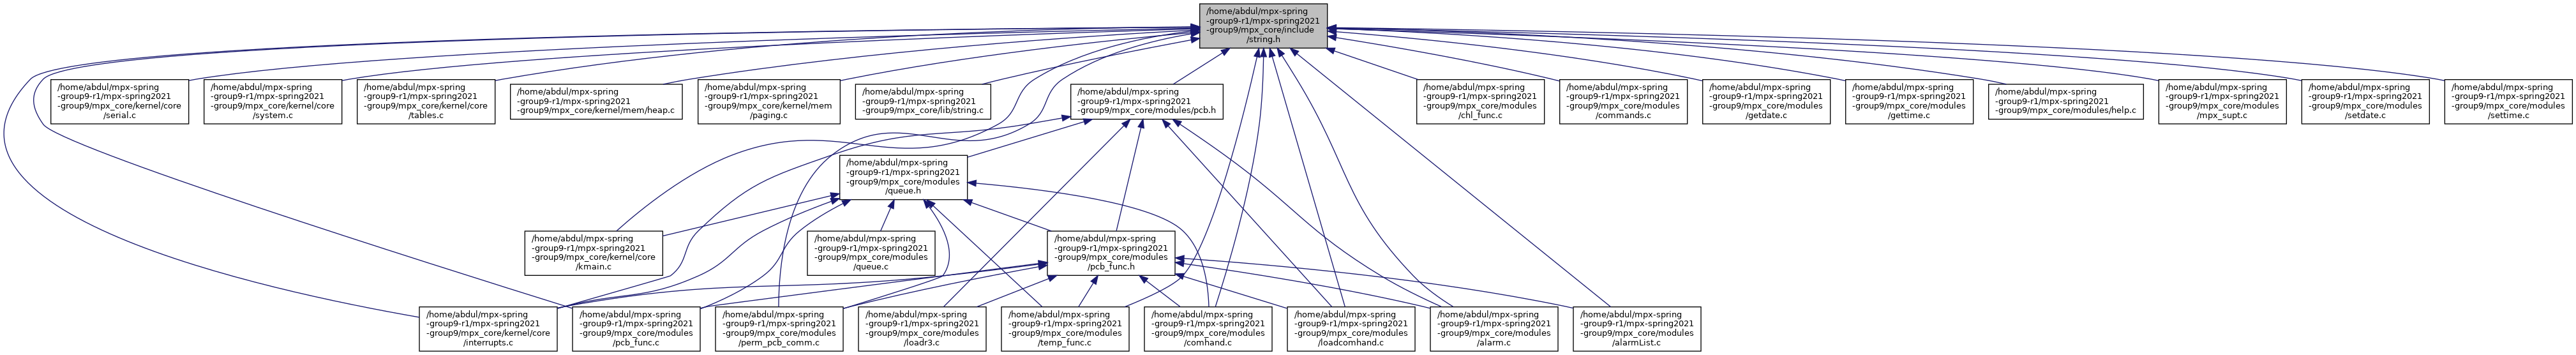 /home/abdul/mpx-spring
-group9-r1/mpx-spring2021
-group9/mpx_core/include
/string.h
/home/abdul/mpx-spring
-group9-r1/mpx-spring2021
-group9/mpx_core/kernel/core
/serial.c
/home/abdul/mpx-spring
-group9-r1/mpx-spring2021
-group9/mpx_core/kernel/core
/system.c
/home/abdul/mpx-spring
-group9-r1/mpx-spring2021
-group9/mpx_core/kernel/core
/tables.c
/home/abdul/mpx-spring
-group9-r1/mpx-spring2021
-group9/mpx_core/kernel/mem/heap.c
/home/abdul/mpx-spring
-group9-r1/mpx-spring2021
-group9/mpx_core/kernel/mem
/paging.c
/home/abdul/mpx-spring
-group9-r1/mpx-spring2021
-group9/mpx_core/lib/string.c
/home/abdul/mpx-spring
-group9-r1/mpx-spring2021
-group9/mpx_core/modules/pcb.h
/home/abdul/mpx-spring
-group9-r1/mpx-spring2021
-group9/mpx_core/modules
/chl_func.c
/home/abdul/mpx-spring
-group9-r1/mpx-spring2021
-group9/mpx_core/modules
/commands.c
/home/abdul/mpx-spring
-group9-r1/mpx-spring2021
-group9/mpx_core/modules
/getdate.c
/home/abdul/mpx-spring
-group9-r1/mpx-spring2021
-group9/mpx_core/modules
/gettime.c
/home/abdul/mpx-spring
-group9-r1/mpx-spring2021
-group9/mpx_core/modules/help.c
/home/abdul/mpx-spring
-group9-r1/mpx-spring2021
-group9/mpx_core/modules
/mpx_supt.c
/home/abdul/mpx-spring
-group9-r1/mpx-spring2021
-group9/mpx_core/modules
/setdate.c
/home/abdul/mpx-spring
-group9-r1/mpx-spring2021
-group9/mpx_core/modules
/settime.c
/home/abdul/mpx-spring
-group9-r1/mpx-spring2021
-group9/mpx_core/modules
/queue.h
/home/abdul/mpx-spring
-group9-r1/mpx-spring2021
-group9/mpx_core/kernel/core
/kmain.c
/home/abdul/mpx-spring
-group9-r1/mpx-spring2021
-group9/mpx_core/modules
/queue.c
/home/abdul/mpx-spring
-group9-r1/mpx-spring2021
-group9/mpx_core/modules
/pcb_func.h
/home/abdul/mpx-spring
-group9-r1/mpx-spring2021
-group9/mpx_core/kernel/core
/interrupts.c
/home/abdul/mpx-spring
-group9-r1/mpx-spring2021
-group9/mpx_core/modules
/pcb_func.c
/home/abdul/mpx-spring
-group9-r1/mpx-spring2021
-group9/mpx_core/modules
/perm_pcb_comm.c
/home/abdul/mpx-spring
-group9-r1/mpx-spring2021
-group9/mpx_core/modules
/loadr3.c
/home/abdul/mpx-spring
-group9-r1/mpx-spring2021
-group9/mpx_core/modules
/temp_func.c
/home/abdul/mpx-spring
-group9-r1/mpx-spring2021
-group9/mpx_core/modules
/comhand.c
/home/abdul/mpx-spring
-group9-r1/mpx-spring2021
-group9/mpx_core/modules
/loadcomhand.c
/home/abdul/mpx-spring
-group9-r1/mpx-spring2021
-group9/mpx_core/modules
/alarm.c
/home/abdul/mpx-spring
-group9-r1/mpx-spring2021
-group9/mpx_core/modules
/alarmList.c